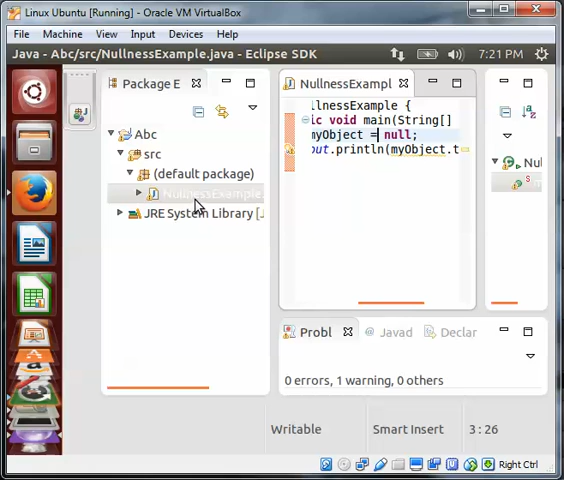 Linux Ubuntu [Running] - Oracle VM VirtualBox
File Machine View Input Devices Help
Java - Abc/src/NullnessExample.java - Eclipse SDK
7:21 PM
Package E
NullnessExampl
Abc
src
(default package)
NullnessExample.
JRE System Library [
llnessExample {
ic void main(String[]
myObject = null;
out.println(myObject.t
Nul
Probl
Javad
Declar
0 errors, 1 warning, 0 others
Writable
Smart Insert
3 : 26
Right Ctrl